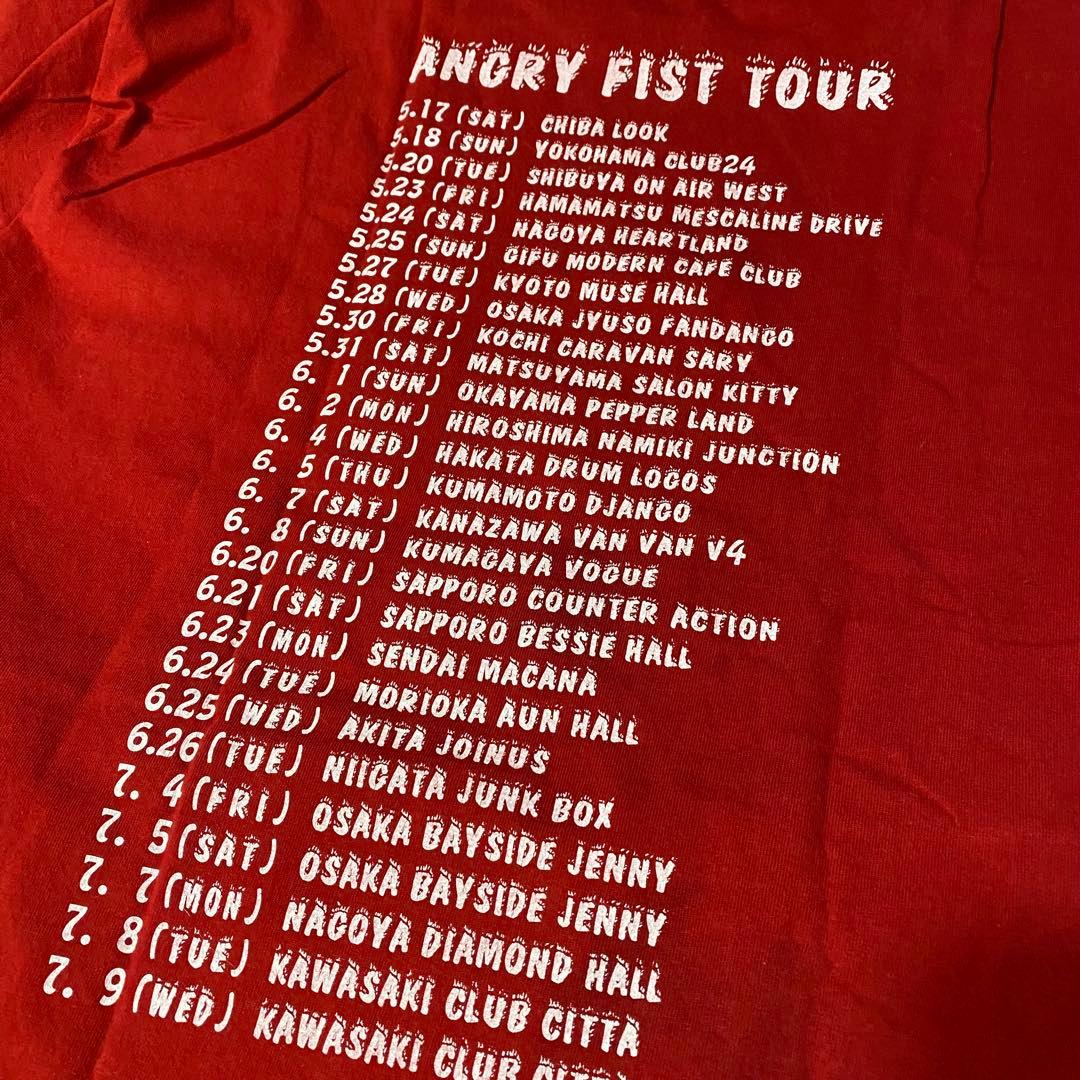 ANGRY FIST TOUR
5.17 (SAT) CHIBA LOOK
5.18 (SUN) YOKOHAMA CLUB24
5.20 (TUE) SHIBUYA ON AIR WEST
5.23 (FRI) HAMAMATSU MESCALINE DRIVE
5.24 (SAT) NAGOYA HEARTLAND
5.25 (SUN) GIFU MODERN CAFÉ CLUB
5.27 (TUE) KYOTO MUSE HALL
5.28 (WED) OSAKA JYUSO FANDANGO
5.30 (FRI) KOCHI CARAVAN SARY
5.31 (SAT) MATSUYAMA SALON KITTY
6. 1 (SUN) OKAYAMA PEPPER LAND
6. 2 (MON) HIROSHIMA NAMIKI JUNCTION
6. 4 (WED) HAKATA DRUM LOGOS
6. 5 (THU) KUMAMOTO DJANGO
6. 7 (SAT) KANAZAWA VAN VAN V4
6. 8 (SUN) KUMAGAYA VOGUE
6.20 (FRI) SAPPORO COUNTER ACTION
6.21 (SAT) SAPPORO BESSIE HALL
6.23 (MON) SENDAI MACANA
6.24 (TUE) MORIOKA AUN HALL
6.25 (WED) AKITA JOINUS
6.26 (TUE) NIIGATA JUNK BOX
7. 4 (FRI) OSAKA BAYSIDE JENNY
7. 5 (SAT) OSAKA BAYSIDE JENNY
7. 7 (MON) NAGOYA DIAMOND HALL
7. 8 (TUE) KAWASAKI CLUB CITTA
7. 9 (WED) KAWASAKI CLUB